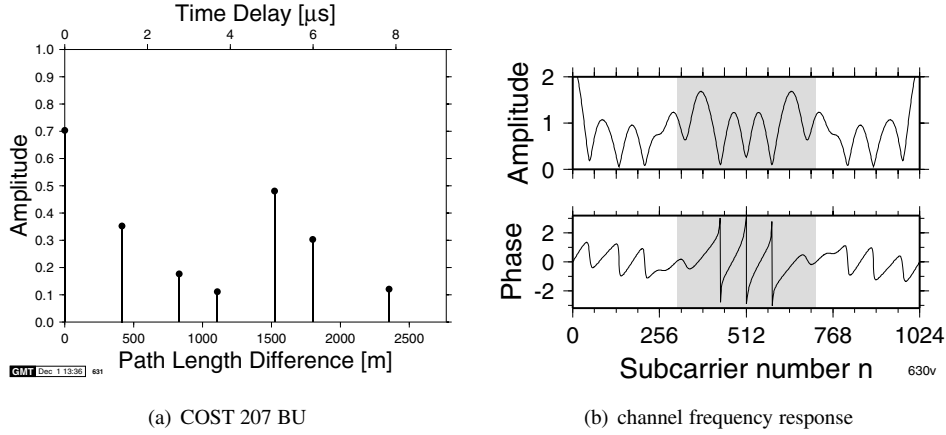 Time Delay [μs]
0 2 4 6 8
1.0
0.9
0.8
0.7
0.6
0.5
0.4
0.3
0.2
0.1
0.0
Amplitude
0 500 1000 1500 2000 2500
Path Length Difference [m]
GMT Dec 1 13:36 631
(a) COST 207 BU
2
1
0
Amplitude
2
0
-2
Phase
0 256 512 768 1024
Subcarrier number n
630v
(b) channel frequency response